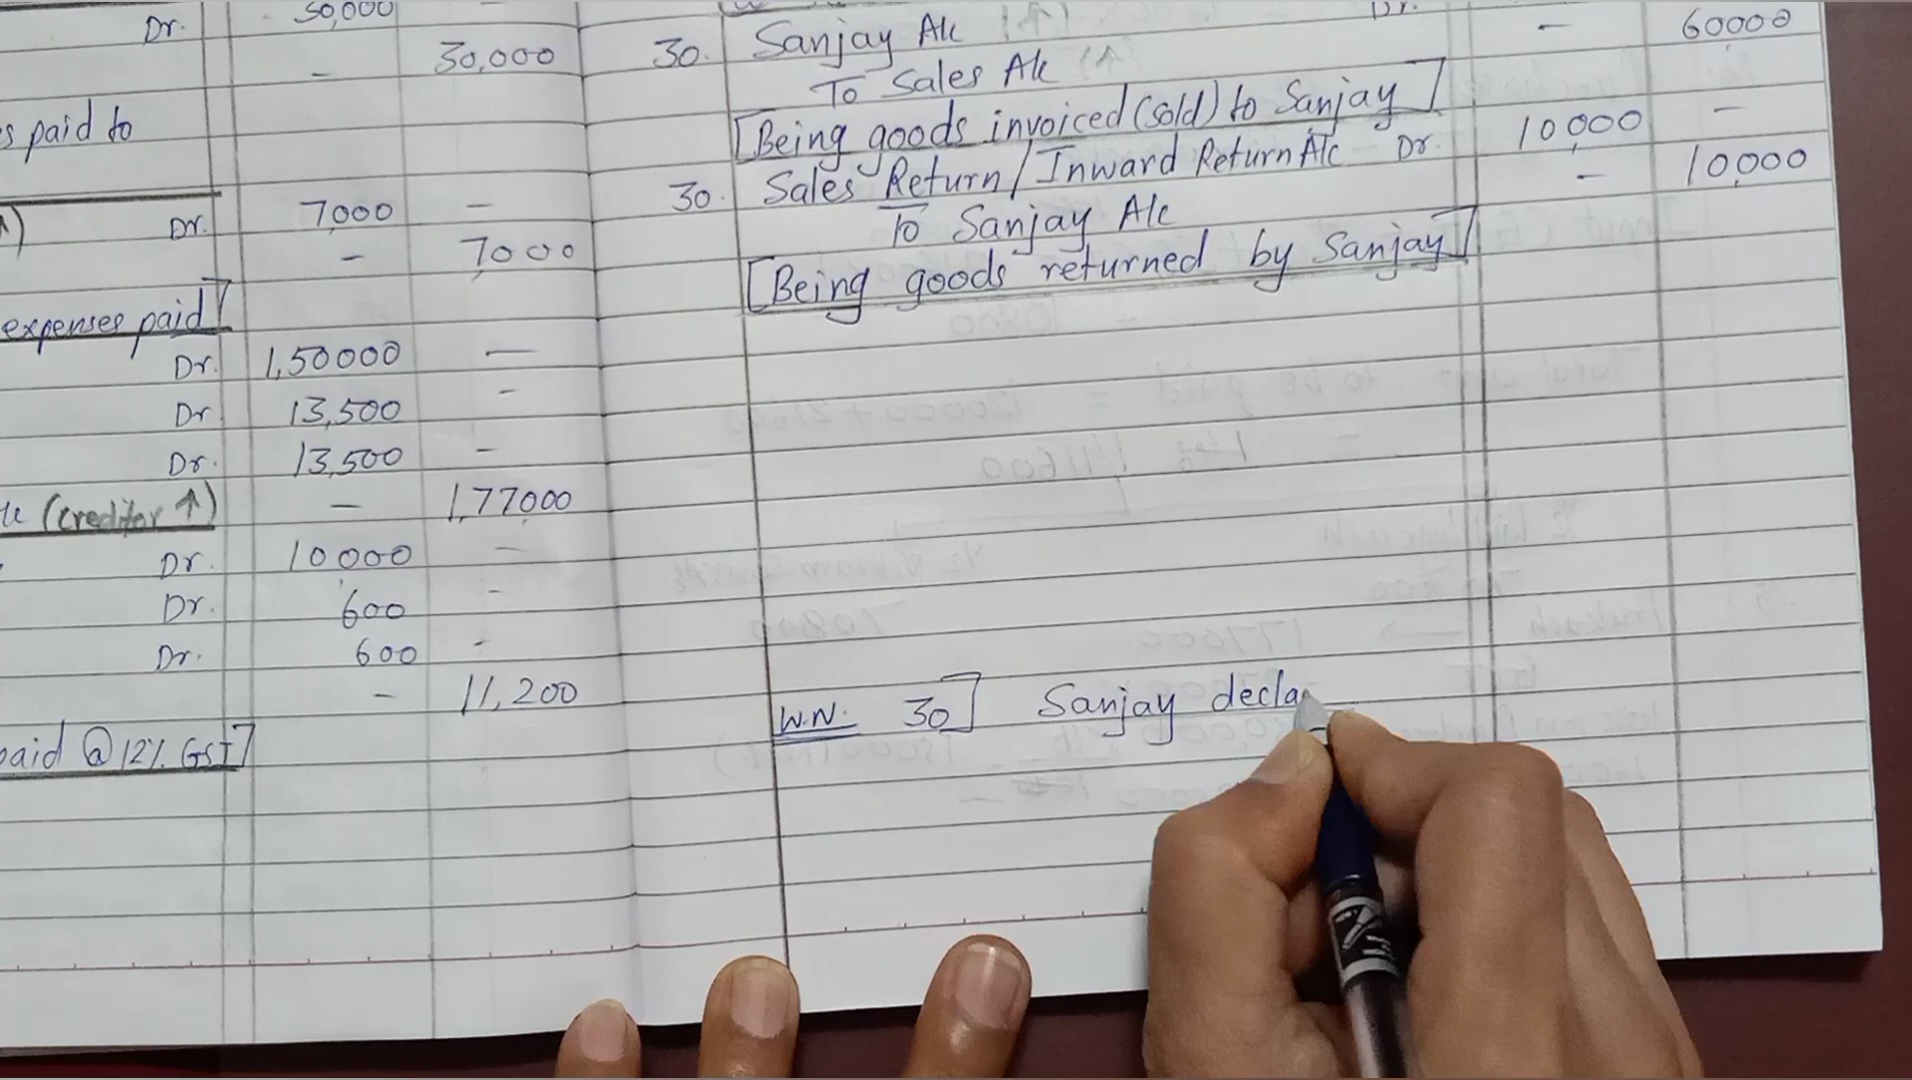 Dr. 50,000 -
- 30,000
s paid to
Dr. 7,000 -
- 7000
expenses paid]
Dr. 1,50000 —
Dr 13,500 -
Dr. 13,500 -
(creditor ↑) — 1,77000
Dr. 10000 —
Dr. 600 -
Dr. 600 -
- 11,200
paid @ 12% GST]
30. Sanjay A/c Dr. -
To Sales A/c - 60000
[Being goods invoiced (sold) to Sanjay]
30. Sales Return / Inward Return A/c Dr. 10,000 -
To Sanjay A/c - 10,000
[Being goods returned by Sanjay]
W.N. 30] Sanjay decla